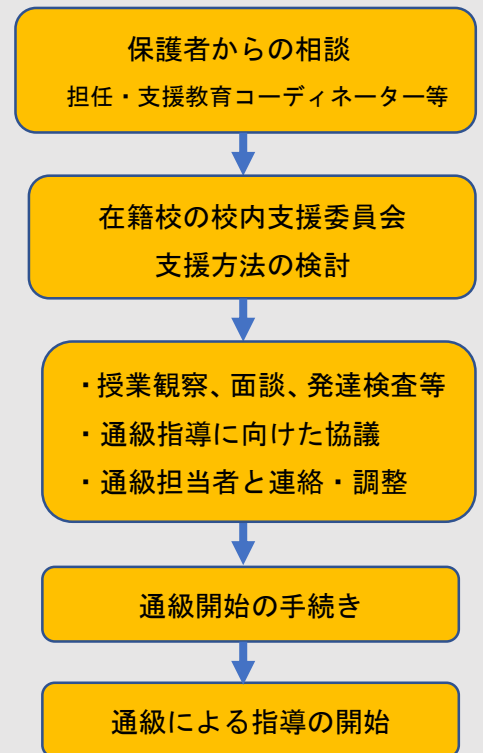 保護者からの相談
担任・支援教育コーディネーター等
在籍校の校内支援委員会
支援方法の検討
・授業観察、面談、発達検査等
・通級指導に向けた協議
・通級担当者と連絡・調整
通級開始の手続き
通級による指導の開始